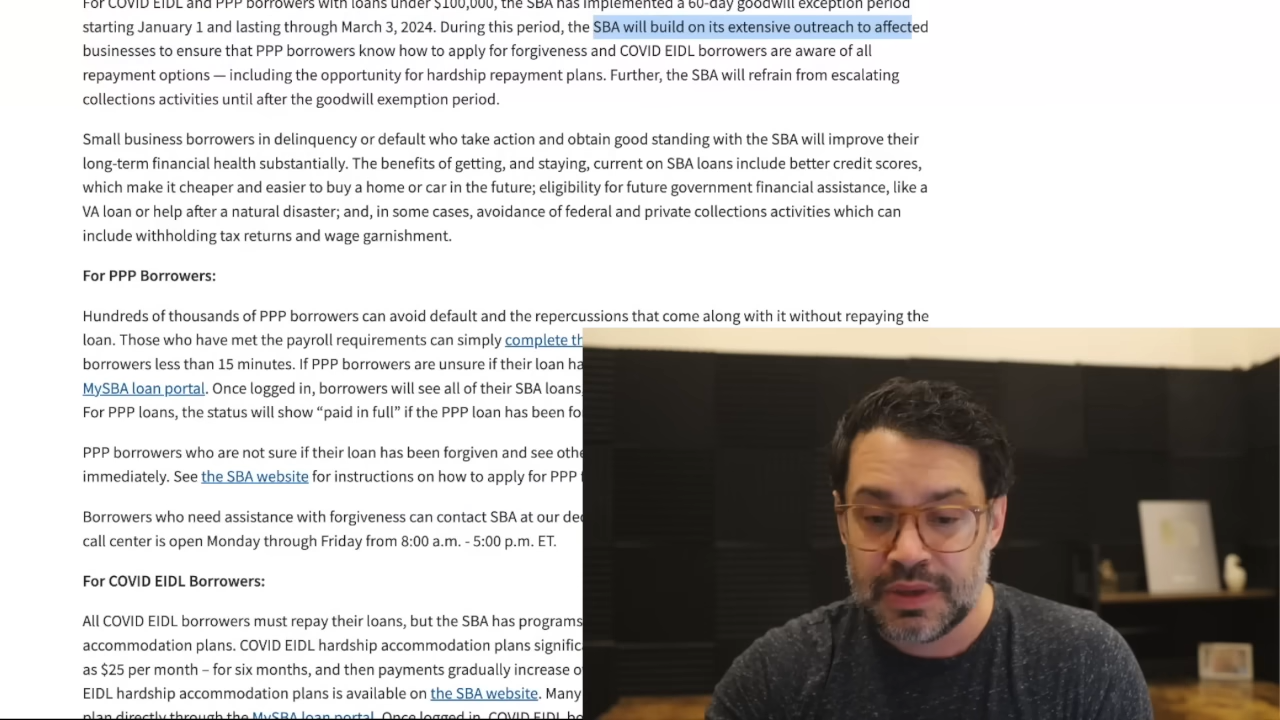 For COVID EIDL and PPP borrowers with loans under $100,000, the SBA has implemented a 60-day goodwill exception period
starting January 1 and lasting through March 3, 2024. During this period, the SBA will build on its extensive outreach to affected
businesses to ensure that PPP borrowers know how to apply for forgiveness and COVID EIDL borrowers are aware of all
repayment options — including the opportunity for hardship repayment plans. Further, the SBA will refrain from escalating
collections activities until after the goodwill exemption period.
Small business borrowers in delinquency or default who take action and obtain good standing with the SBA will improve their
long-term financial health substantially. The benefits of getting, and staying, current on SBA loans include better credit scores,
which make it cheaper and easier to buy a home or car in the future; eligibility for future government financial assistance, like a
VA loan or help after a natural disaster; and, in some cases, avoidance of federal and private collections activities which can
include withholding tax returns and wage garnishment.
For PPP Borrowers:
Hundreds of thousands of PPP borrowers can avoid default and the repercussions that come along with it without repaying the
loan. Those who have met the payroll requirements can simply complete th
borrowers less than 15 minutes. If PPP borrowers are unsure if their loan ha
MySBA loan portal. Once logged in, borrowers will see all of their SBA loans
For PPP loans, the status will show “paid in full” if the PPP loan has been fo
PPP borrowers who are not sure if their loan has been forgiven and see othe
immediately. See the SBA website for instructions on how to apply for PPP
Borrowers who need assistance with forgiveness can contact SBA at our de
call center is open Monday through Friday from 8:00 a.m. - 5:00 p.m. ET.
For COVID EIDL Borrowers:
All COVID EIDL borrowers must repay their loans, but the SBA has programs
accommodation plans. COVID EIDL hardship accommodation plans signific
as $25 per month – for six months, and then payments gradually increase o
EIDL hardship accommodation plans is available on the SBA website. Many
plan directly through the MySBA loan portal. Once logged in, COVID EIDL bo